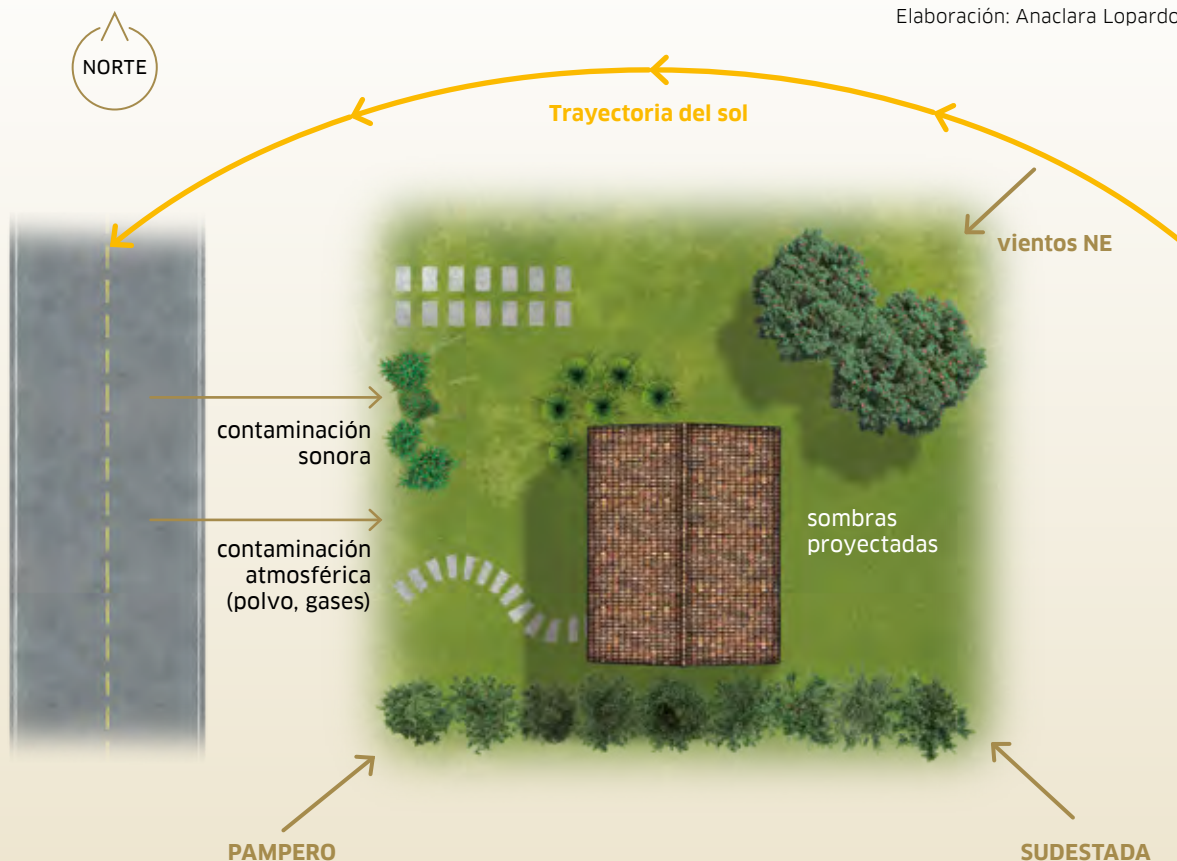 Elaboración: Anaclara Lopardo
NORTE
Trayectoria del sol
vientos NE
contaminación
sonora
contaminación
atmosférica
(polvo, gases)
sombras
proyectadas
PAMPERO
SUDESTADA